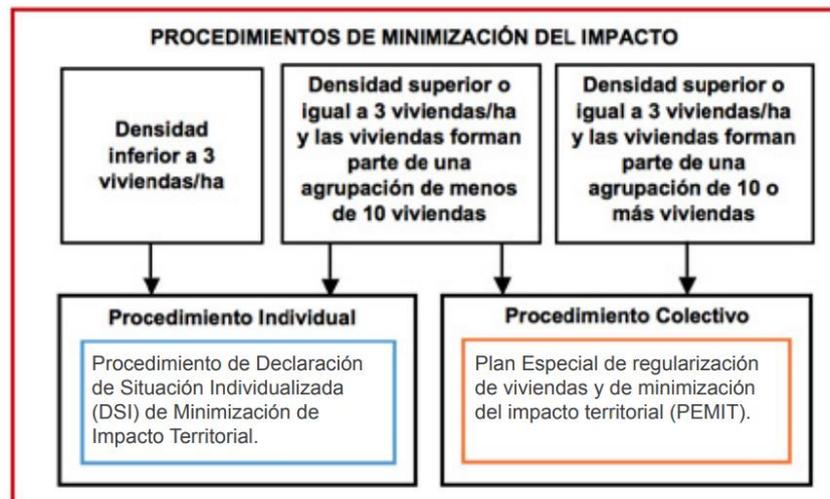 PROCEDIMIENTOS DE MINIMIZACIÓN DEL IMPACTO
Densidad
inferior a 3
viviendas/ha
Densidad superior o
igual a 3 viviendas/ha
y las viviendas forman
parte de una
agrupación de menos
de 10 viviendas
Densidad superior o
igual a 3 viviendas/ha
y las viviendas forman
parte de una
agrupación de 10 o
más viviendas
Procedimiento Individual
Procedimiento de Declaración
de Situación Individualizada
(DSI) de Minimización de
Impacto Territorial.
Procedimiento Colectivo
Plan Especial de regularización
de viviendas y de minimización
del impacto territorial (PEMIT).